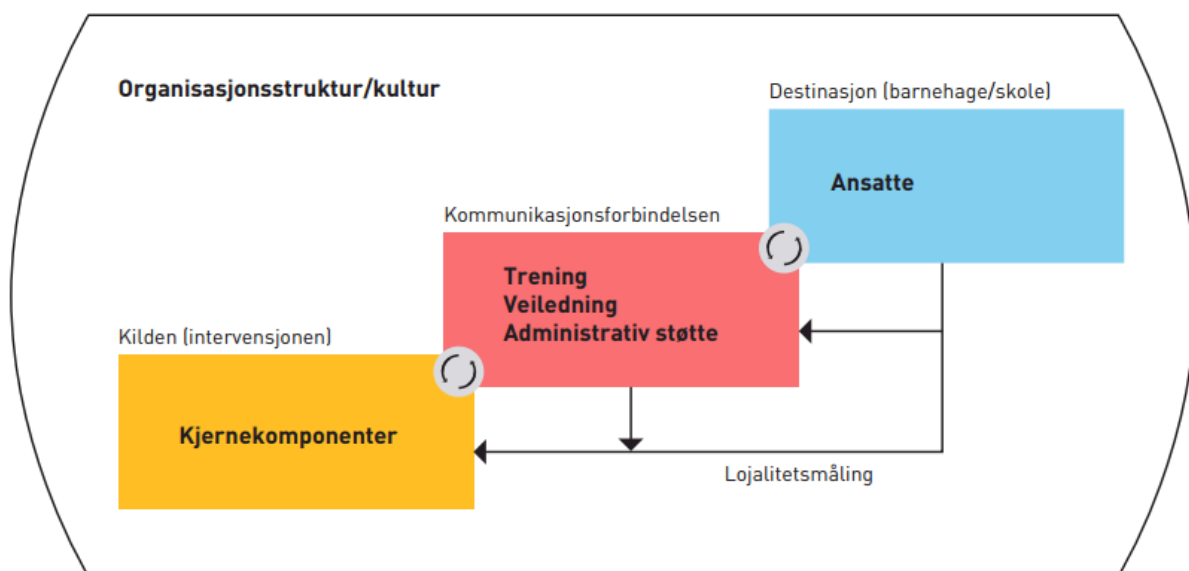 Organisasjonsstruktur/kultur
Destinasjon (barnehage/skole)
Ansatte
Kommunikasjonsforbindelsen
Trening
Veiledning
Administrativ støtte
Kilden (intervensjonen)
Kjernekomponenter
Lojalitetsmåling